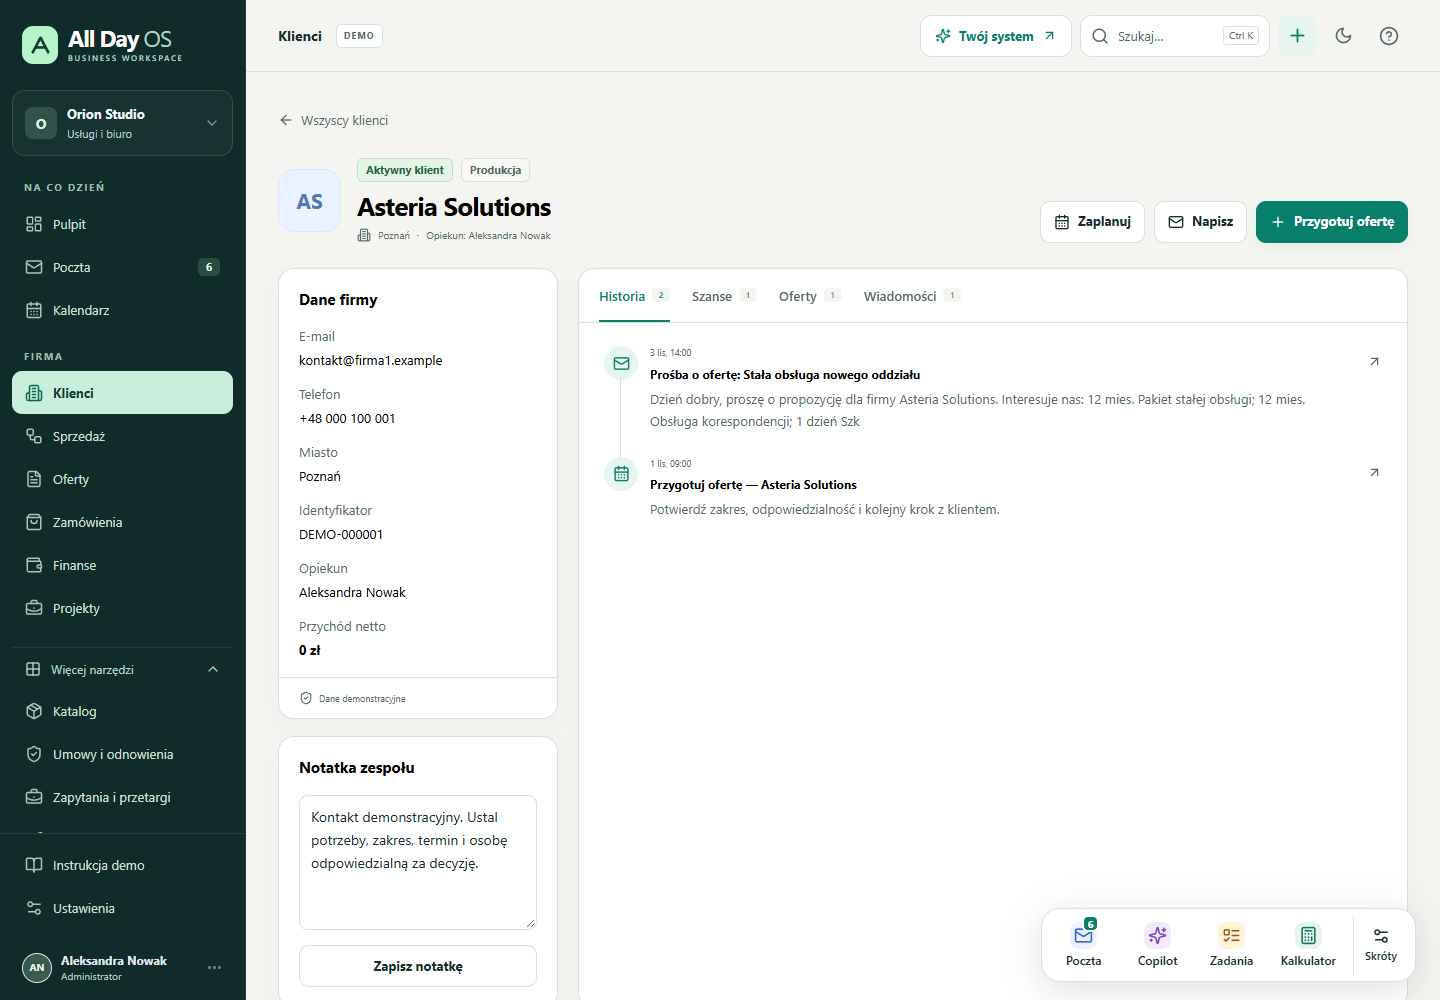 All Day OS
BUSINESS WORKSPACE
O
Orion Studio
Usługi i biuro
NA CO DZIEŃ
Pulpit
Poczta 6
Kalendarz
FIRMA
Klienci
Sprzedaż
Oferty
Zamówienia
Finanse
Projekty
Więcej narzędzi
Katalog
Umowy i odnowienia
Zapytania i przetargi
Instrukcja demo
Ustawienia
AN
Aleksandra Nowak
Administrator
Klienci DEMO
Twój system
Szukaj... Ctrl K
Wszyscy klienci
AS
Aktywny klient Produkcja
Asteria Solutions
Poznań · Opiekun: Aleksandra Nowak
Zaplanuj
Napisz
Przygotuj ofertę
Dane firmy
E-mail
kontakt@firma1.example
Telefon
+48 000 100 001
Miasto
Poznań
Identyfikator
DEMO-000001
Opiekun
Aleksandra Nowak
Przychód netto
0 zł
Dane demonstracyjne
Notatka zespołu
Kontakt demonstracyjny. Ustal
potrzeby, zakres, termin i osobę
odpowiedzialną za decyzję.
Zapisz notatkę
Historia 2 Szanse 1 Oferty 1 Wiadomości 1
3 lis, 14:00
Prośba o ofertę: Stała obsługa nowego oddziału
Dzień dobry, proszę o propozycję dla firmy Asteria Solutions. Interesuje nas: 12 mies. Pakiet stałej obsługi; 12 mies.
Obsługa korespondencji; 1 dzień Szk
1 lis, 09:00
Przygotuj ofertę — Asteria Solutions
Potwierdź zakres, odpowiedzialność i kolejny krok z klientem.
6
Poczta
Copilot
Zadania
Kalkulator
Skróty